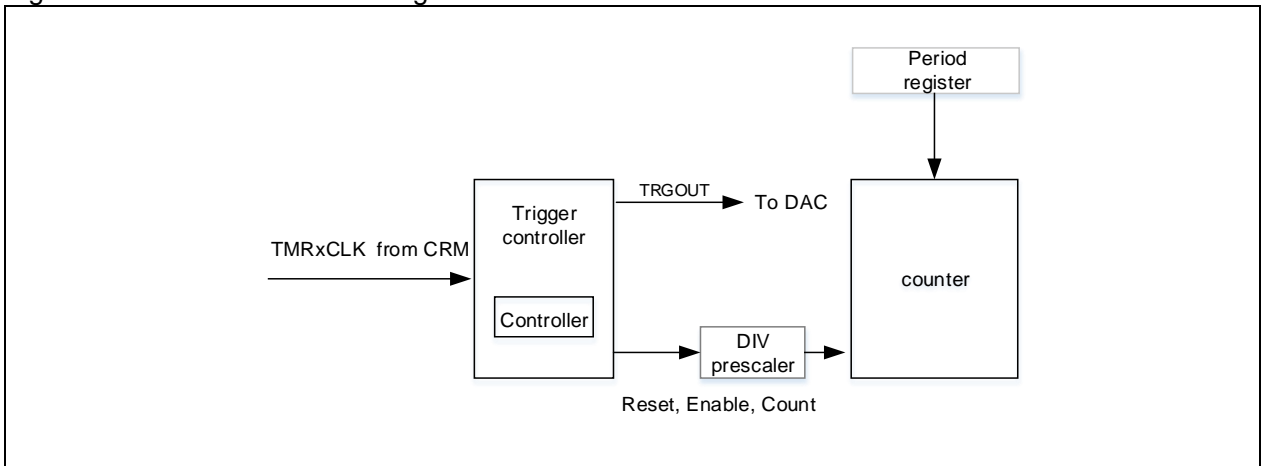 Period
register
TRGOUT
To DAC
Trigger
controller
TMRxCLK from CRM
counter
Controller
DIV
prescaler
Reset, Enable, Count